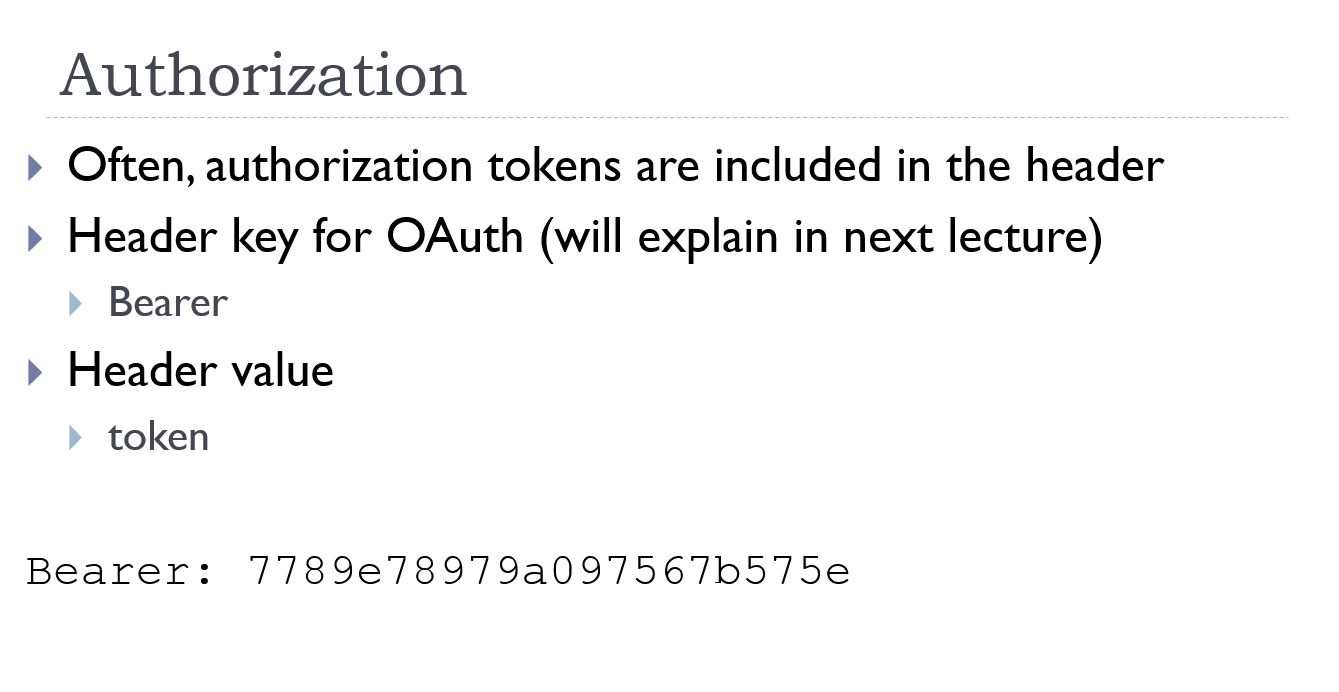 Authorization
Often, authorization tokens are included in the header
Header key for OAuth (will explain in next lecture)
Bearer
Header value
token
Bearer: 7789e78979a097567b575e